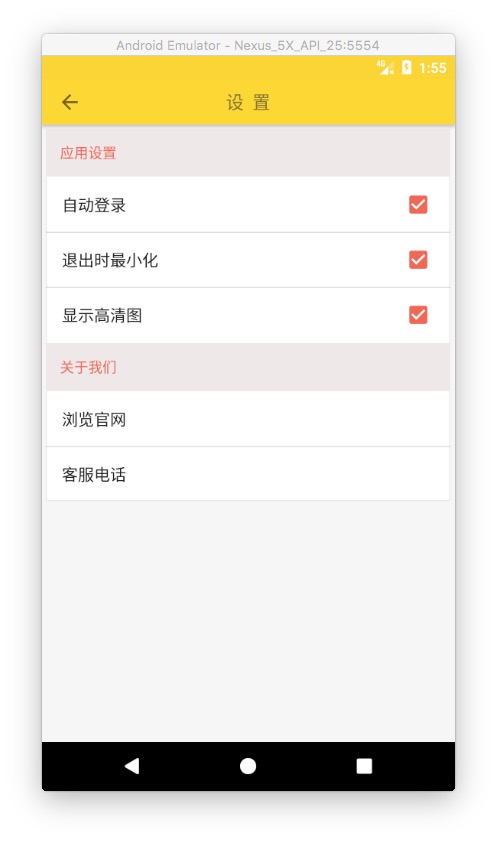 Android Emulator - Nexus_5X_API_25:5554
4G 1:55
设 置
应用设置
自动登录
退出时最小化
显示高清图
关于我们
浏览官网
客服电话